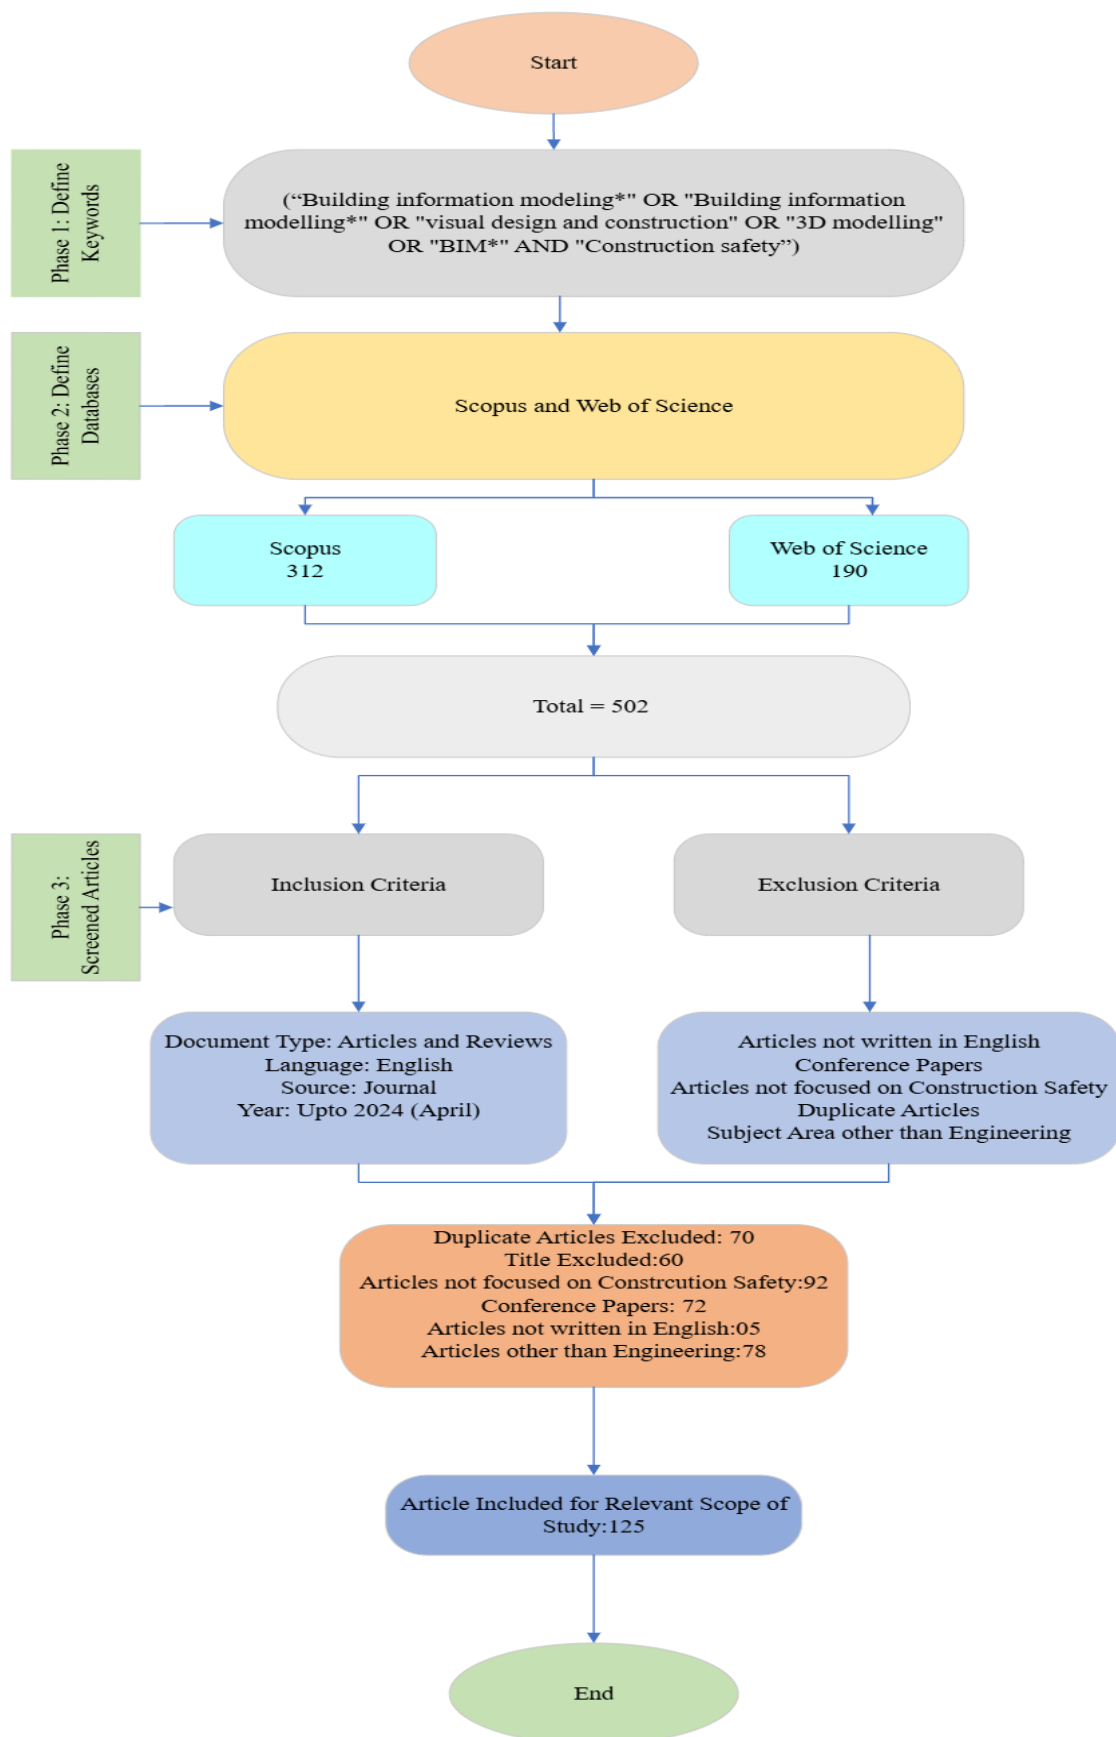 Start
Phase 1: Define
Keywords
(“Building information modeling*" OR "Building information
modelling*" OR "visual design and construction" OR "3D modelling"
OR "BIM*" AND "Construction safety”)
Phase 2: Define
Databases
Scopus and Web of Science
Scopus
312
Web of Science
190
Total = 502
Phase 3:
Screened Articles
Inclusion Criteria
Exclusion Criteria
Document Type: Articles and Reviews
Language: English
Source: Journal
Year: Upto 2024 (April)
Articles not written in English
Conference Papers
Articles not focused on Construction Safety
Duplicate Articles
Subject Area other than Engineering
Duplicate Articles Excluded: 70
Title Excluded:60
Articles not focused on Constrcution Safety:92
Conference Papers: 72
Articles not written in English:05
Articles other than Engineering:78
Article Included for Relevant Scope of
Study:125
End